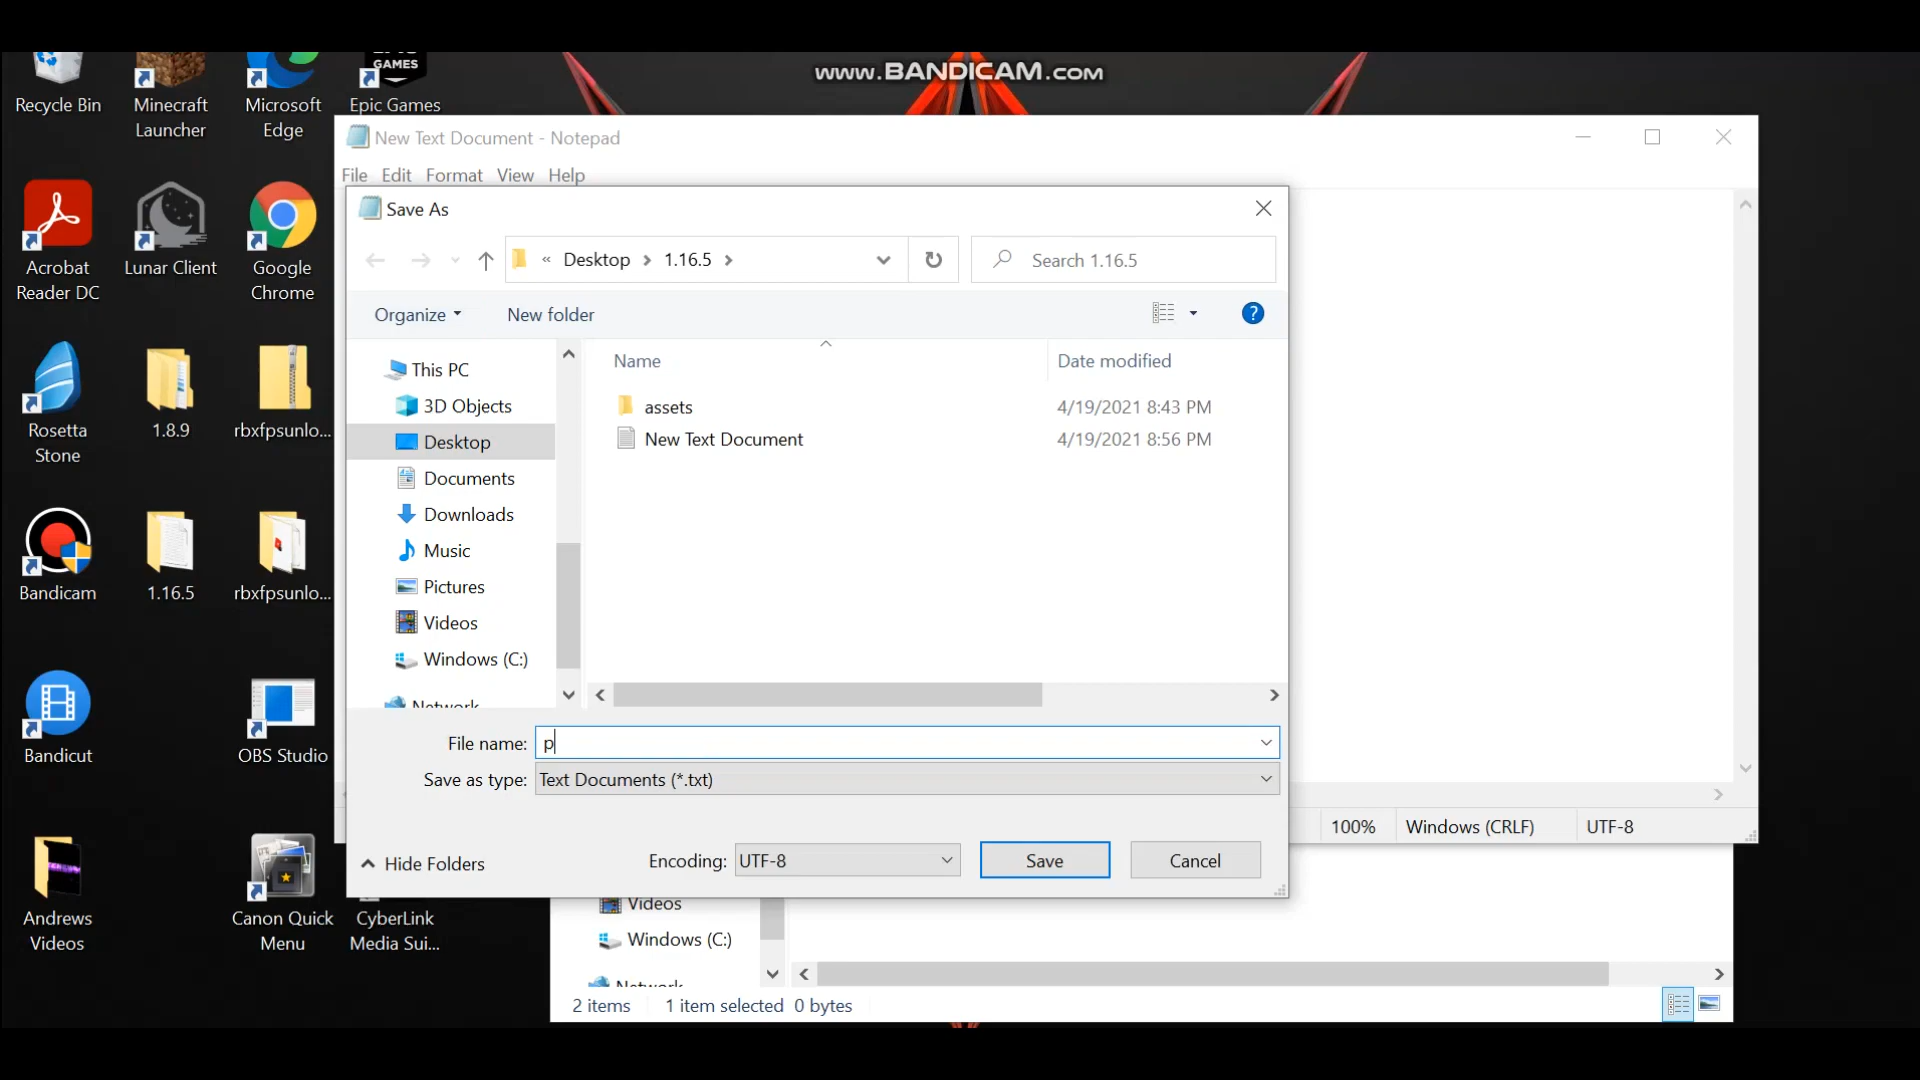 www.BANDICAM.com
GAMES
Recycle Bin
Minecraft
Launcher
Microsoft
Edge
Epic Games
Acrobat
Reader DC
Lunar Client
Google
Chrome
Rosetta
Stone
1.8.9
rbxfpsunlo...
Bandicam
1.16.5
rbxfpsunlo...
Bandicut
OBS Studio
Andrews
Videos
Canon Quick
Menu
CyberLink
Media Sui...
New Text Document - Notepad
File Edit Format View Help
Save As
« Desktop > 1.16.5 >
Search 1.16.5
Organize
New folder
Name
Date modified
This PC
3D Objects
Desktop
Documents
Downloads
Music
Pictures
Videos
Windows (C:)
Network
assets 4/19/2021 8:43 PM
New Text Document 4/19/2021 8:56 PM
File name: p
Save as type: Text Documents (*.txt)
Hide Folders
Encoding: UTF-8
Save
Cancel
100% Windows (CRLF) UTF-8
Videos
Windows (C:)
Network
2 items 1 item selected 0 bytes